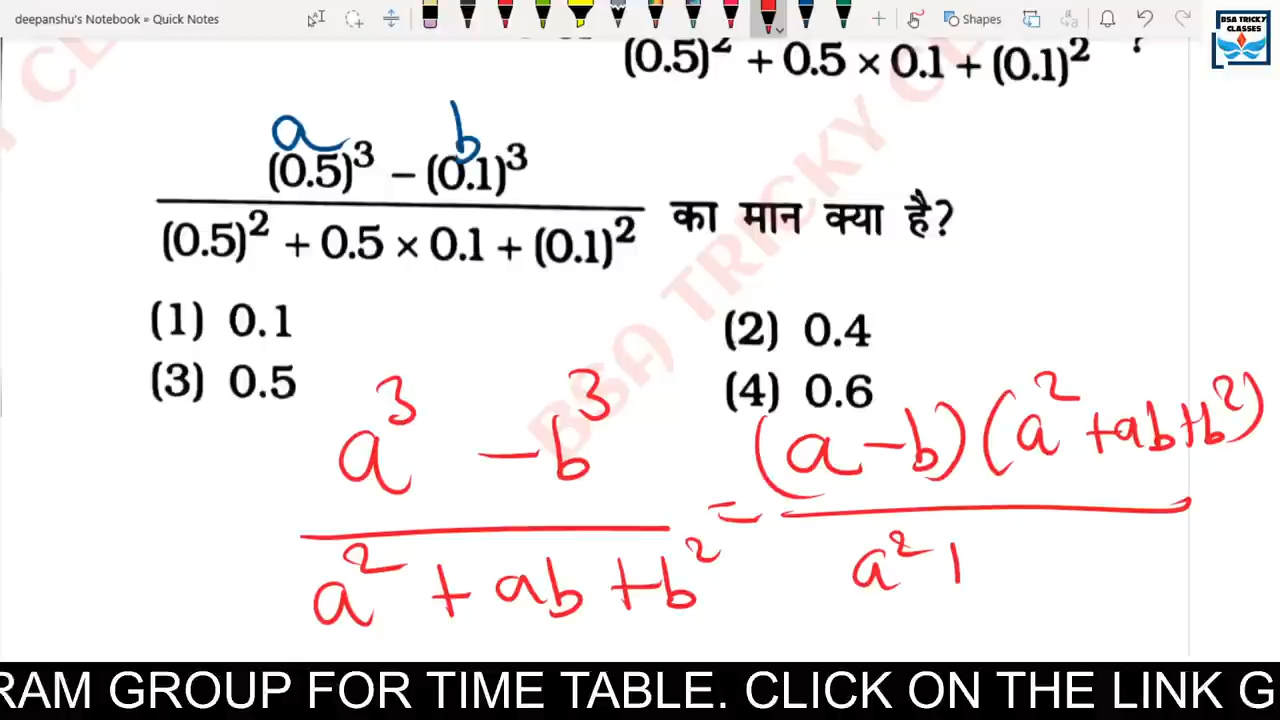 deepanshu's Notebook » Quick Notes
Shapes
BSA TRICKY CLASSES
(0.5)² + 0.5 × 0.1 + (0.1)² ?
a b
(0.5)³ − (0.1)³
(0.5)² + 0.5 × 0.1 + (0.1)² का मान क्या है?
(1) 0.1 (2) 0.4
(3) 0.5 (4) 0.6
a³ − b³ = (a − b) (a² + ab + b²)
a² + ab + b² a²
BSA TRICKY
RAM GROUP FOR TIME TABLE. CLICK ON THE LINK G